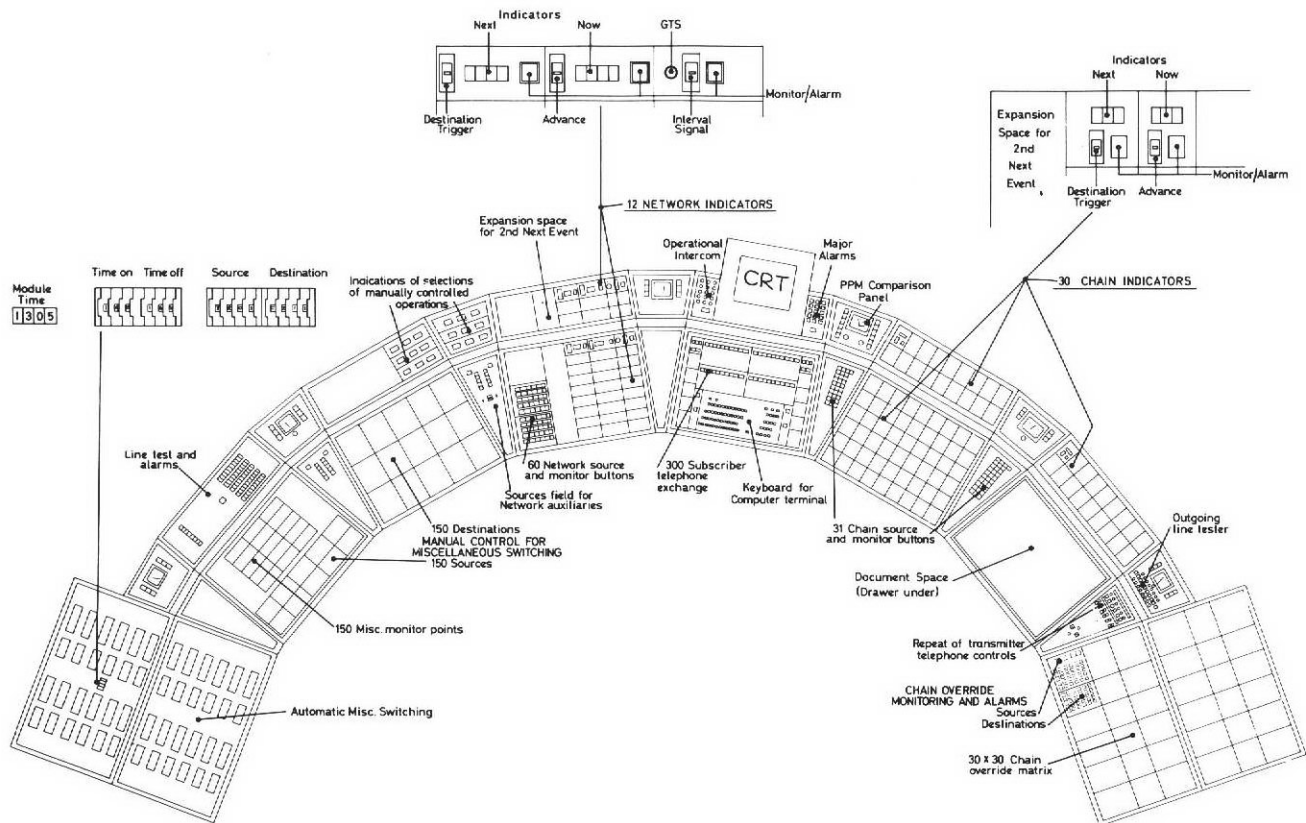 Indicators
Next
Now
GTS
Monitor/Alarm
Destination
Trigger
Advance
Interval
Signal
Indicators
Next
Now
Expansion
Space for
2nd
Next
Event
Monitor/Alarm
Destination
Trigger
Advance
12 NETWORK INDICATORS
Expansion space
for 2nd Next Event
Operational
Intercom
CRT
Major
Alarms
PPM Comparison
Panel
30 CHAIN INDICATORS
Module
Time
1305
Time on
Time off
Source
Destination
Indications of selections
of manually controlled
operations
Line test and
alarms
60 Network source
and monitor buttons
Sources field for
Network auxiliaries
300 Subscriber
telephone
exchange
Keyboard for
Computer terminal
31 Chain source
and monitor buttons
150 Destinations
MANUAL CONTROL FOR
MISCELLANEOUS SWITCHING
150 Sources
Outgoing
line tester
Document Space
(Drawer under)
150 Misc. monitor points
Repeat of transmitter
telephone controls
Automatic Misc. Switching
CHAIN OVERRIDE
MONITORING AND ALARMS
Sources
Destinations
30 X 30 Chain
override matrix